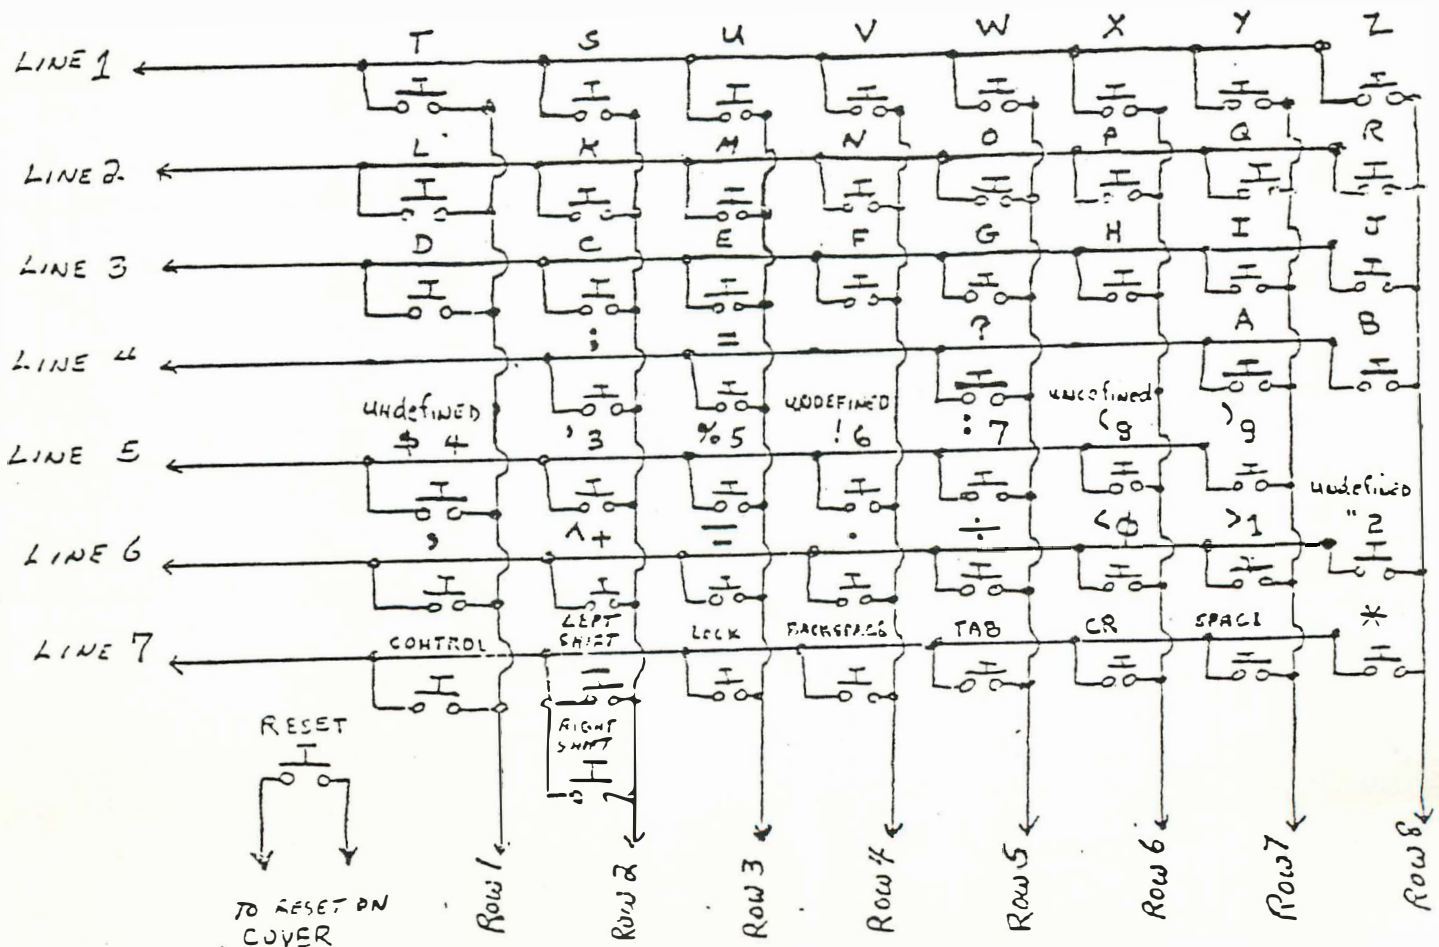 T S U V W X Y Z
LINE 1
L K M N O P Q R
LINE 2
D C E F G H I J
LINE 3
; = ? A B
LINE 4
UNDEFINED UNDEFINED UNDEFINED
$ 4 ' 3 % 5 ! 6 : 7 ( 8 ) 9
LINE 5
UNDEFINED
, ^ + = . ÷ < 0 > 1 " 2
LINE 6
CONTROL LEFT SHIFT LOCK BACKSPACE TAB CR SPACE *
LINE 7
RIGHT
SHIFT
RESET
TO RESET ON
COVER
ROW 1 ROW 2 ROW 3 ROW 4 ROW 5 ROW 6 ROW 7 ROW 8